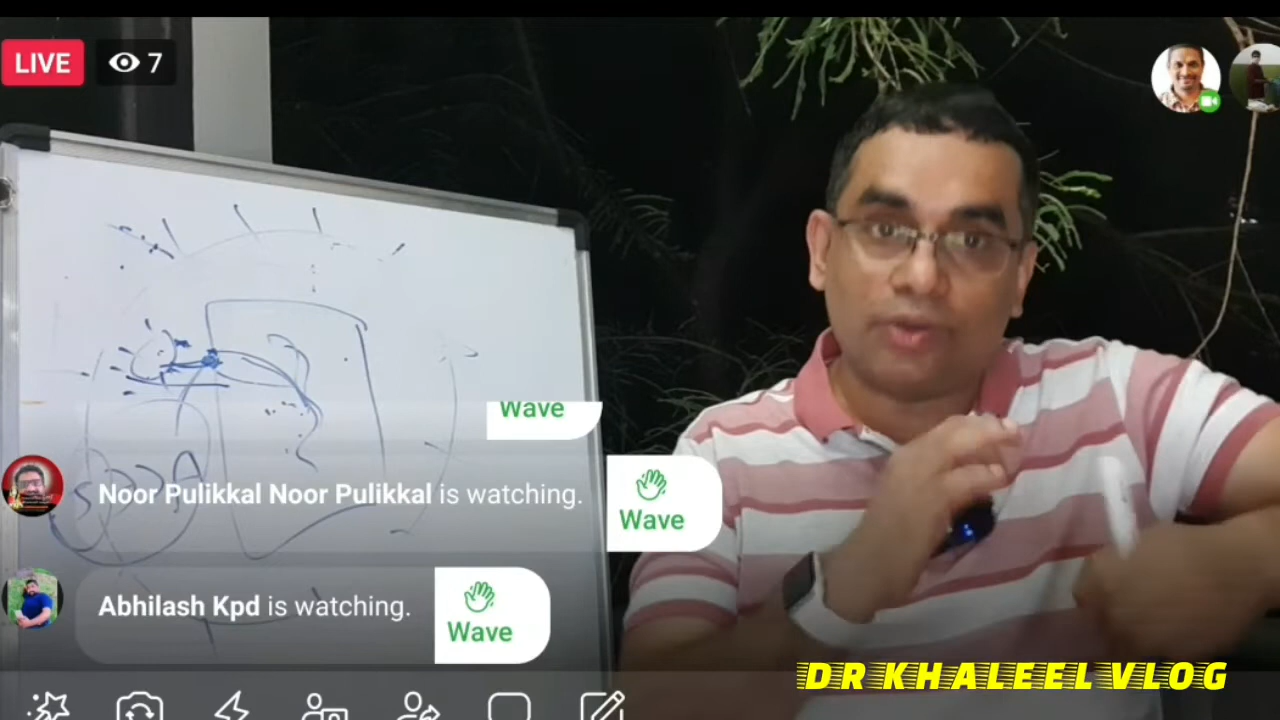 LIVE
7
Wave
Noor Pulikkal Noor Pulikkal is watching.
Wave
Abhilash Kpd is watching.
Wave
DR KHALEEL VLOG